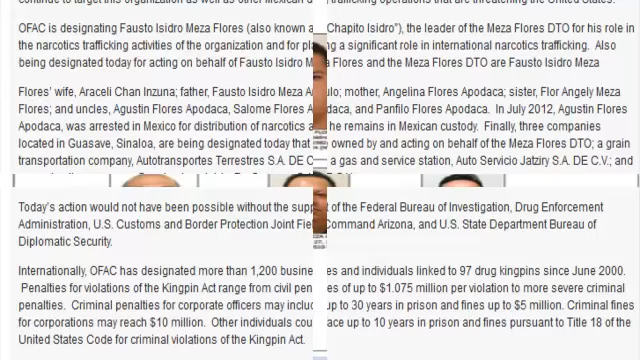 continue to target this organization as well as other Mexican d trafficking operations that are threatening the United States.
OFAC is designating Fausto Isidro Meza Flores (also known a Chapito Isidro”), the leader of the Meza Flores DTO for his role in
the narcotics trafficking activities of the organization and for pla ng a significant role in international narcotics trafficking. Also
being designated today for acting on behalf of Fausto Isidro M a Flores and the Meza Flores DTO are Fausto Isidro Meza
Flores’ wife, Araceli Chan Inzuna; father, Fausto Isidro Meza A ulo; mother, Angelina Flores Apodaca; sister, Flor Angely Meza
Flores; and uncles, Agustin Flores Apodaca, Salome Flores A daca, and Panfilo Flores Apodaca. In July 2012, Agustin Flores
Apodaca, was arrested in Mexico for distribution of narcotics a he remains in Mexican custody. Finally, three companies
located in Guasave, Sinaloa, are being designated today that owned by and acting on behalf of the Meza Flores DTO; a grain
transportation company, Autotransportes Terrestres S.A. DE C a gas and service station, Auto Servicio Jatziry S.A. DE C.V.; and
Today’s action would not have been possible without the supp t of the Federal Bureau of Investigation, Drug Enforcement
Administration, U.S. Customs and Border Protection Joint Fie Command Arizona, and U.S. State Department Bureau of
Diplomatic Security.
Internationally, OFAC has designated more than 1,200 busine es and individuals linked to 97 drug kingpins since June 2000.
Penalties for violations of the Kingpin Act range from civil pen es of up to $1.075 million per violation to more severe criminal
penalties. Criminal penalties for corporate officers may includ up to 30 years in prison and fines up to $5 million. Criminal fines
for corporations may reach $10 million. Other individuals cou ace up to 10 years in prison and fines pursuant to Title 18 of the
United States Code for criminal violations of the Kingpin Act.